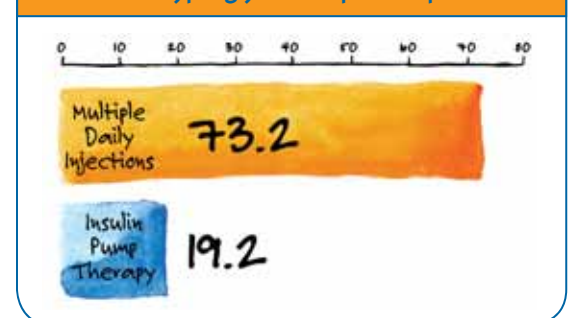 0 10 20 30 40 50 60 70 80
Multiple
Daily
Injections
73.2
Insulin
Pump
Therapy
19.2